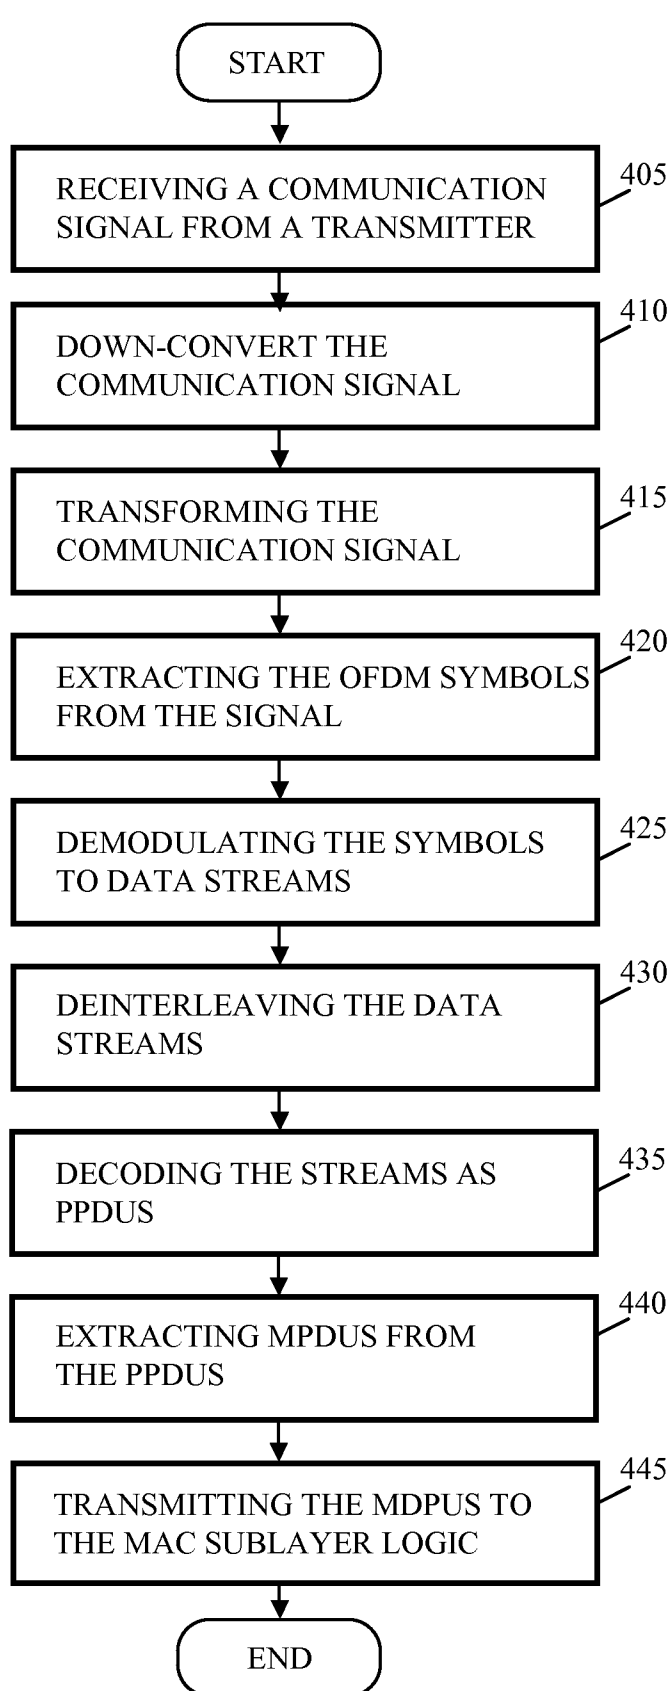 START
405
RECEIVING A COMMUNICATION
SIGNAL FROM A TRANSMITTER
410
DOWN-CONVERT THE
COMMUNICATION SIGNAL
415
TRANSFORMING THE
COMMUNICATION SIGNAL
420
EXTRACTING THE OFDM SYMBOLS
FROM THE SIGNAL
425
DEMODULATING THE SYMBOLS
TO DATA STREAMS
430
DEINTERLEAVING THE DATA
STREAMS
435
DECODING THE STREAMS AS
PPDUS
440
EXTRACTING MPDUS FROM
THE PPDUS
445
TRANSMITTING THE MDPUS TO
THE MAC SUBLAYER LOGIC
END